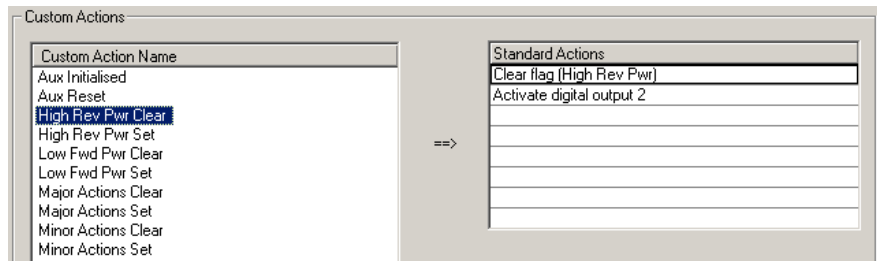 Custom Actions
Custom Action Name
Aux Initialised
Aux Reset
High Rev Pwr Clear
High Rev Pwr Set
Low Fwd Pwr Clear
Low Fwd Pwr Set
Major Actions Clear
Major Actions Set
Minor Actions Clear
Minor Actions Set
==>
Standard Actions
Clear flag (High Rev Pwr)
Activate digital output 2